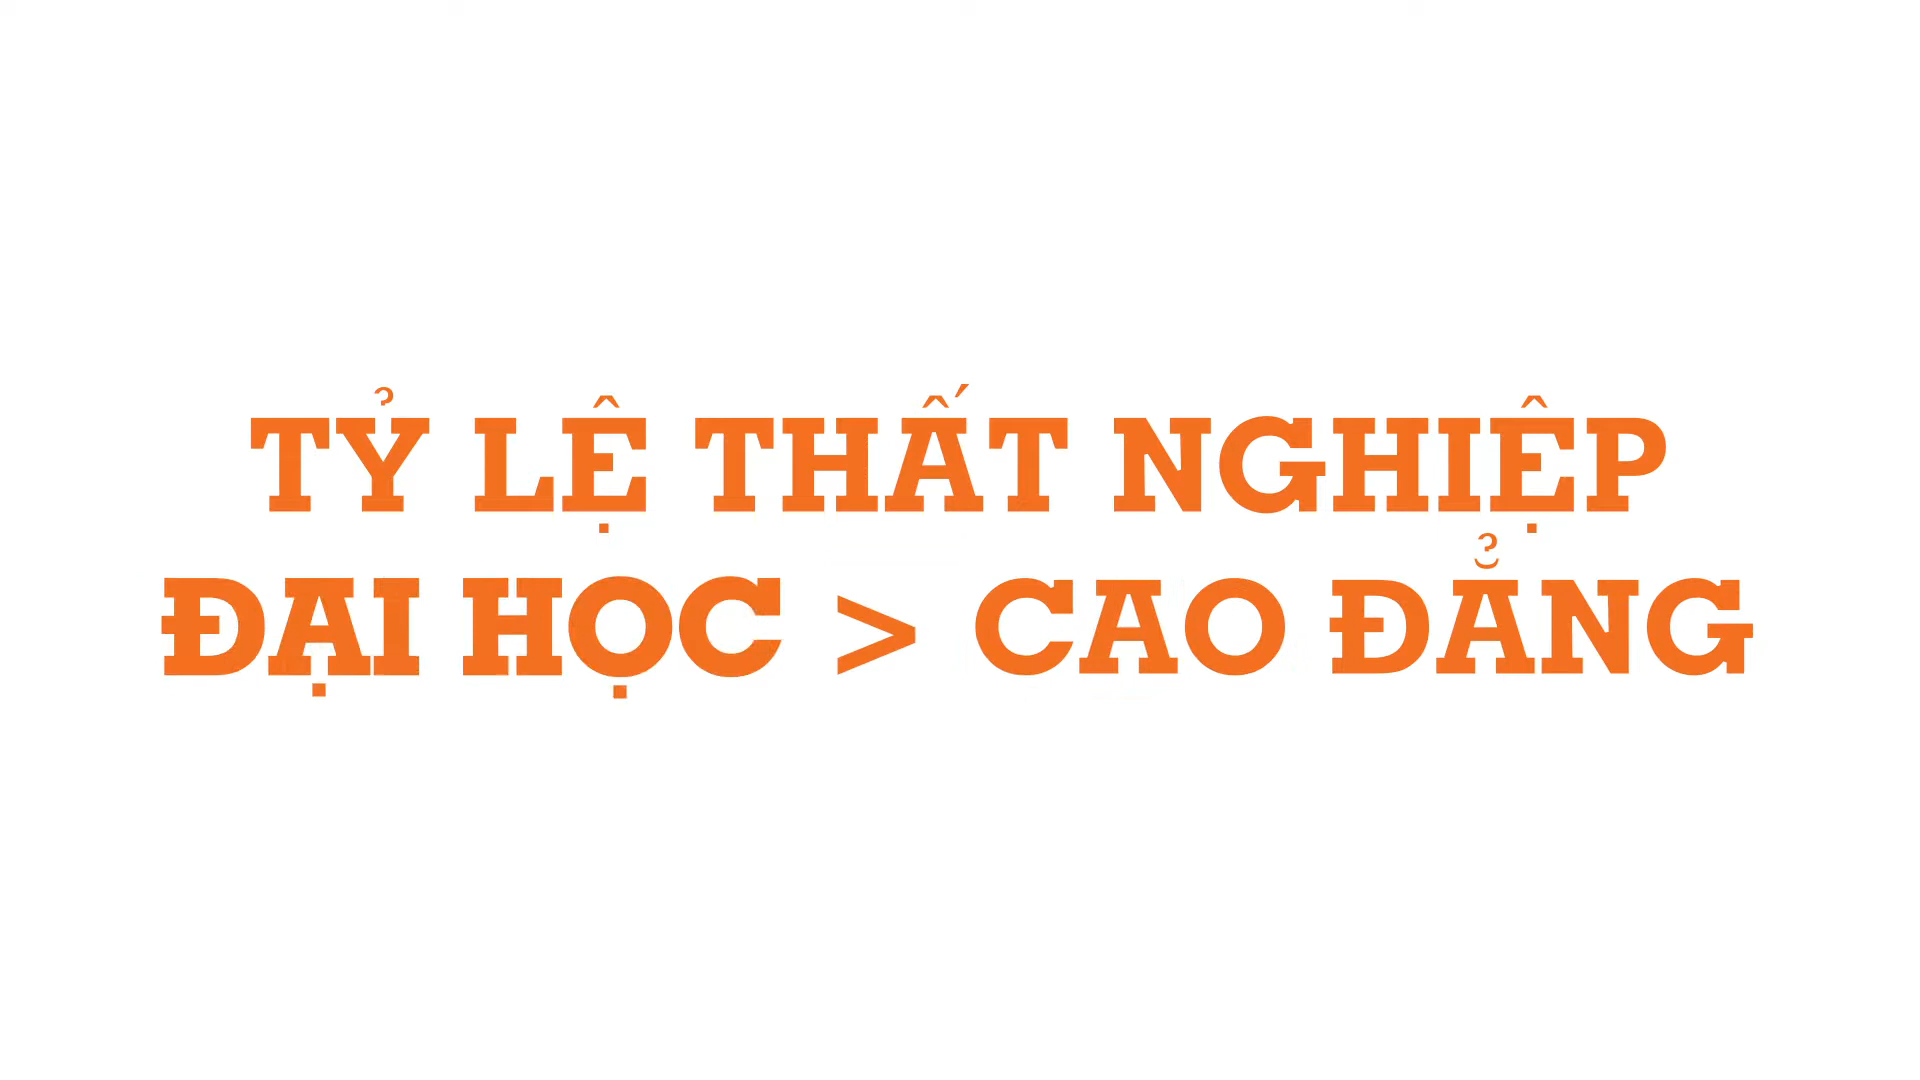 TỶ LỆ THẤT NGHIỆP
ĐẠI HỌC > CAO ĐẲNG